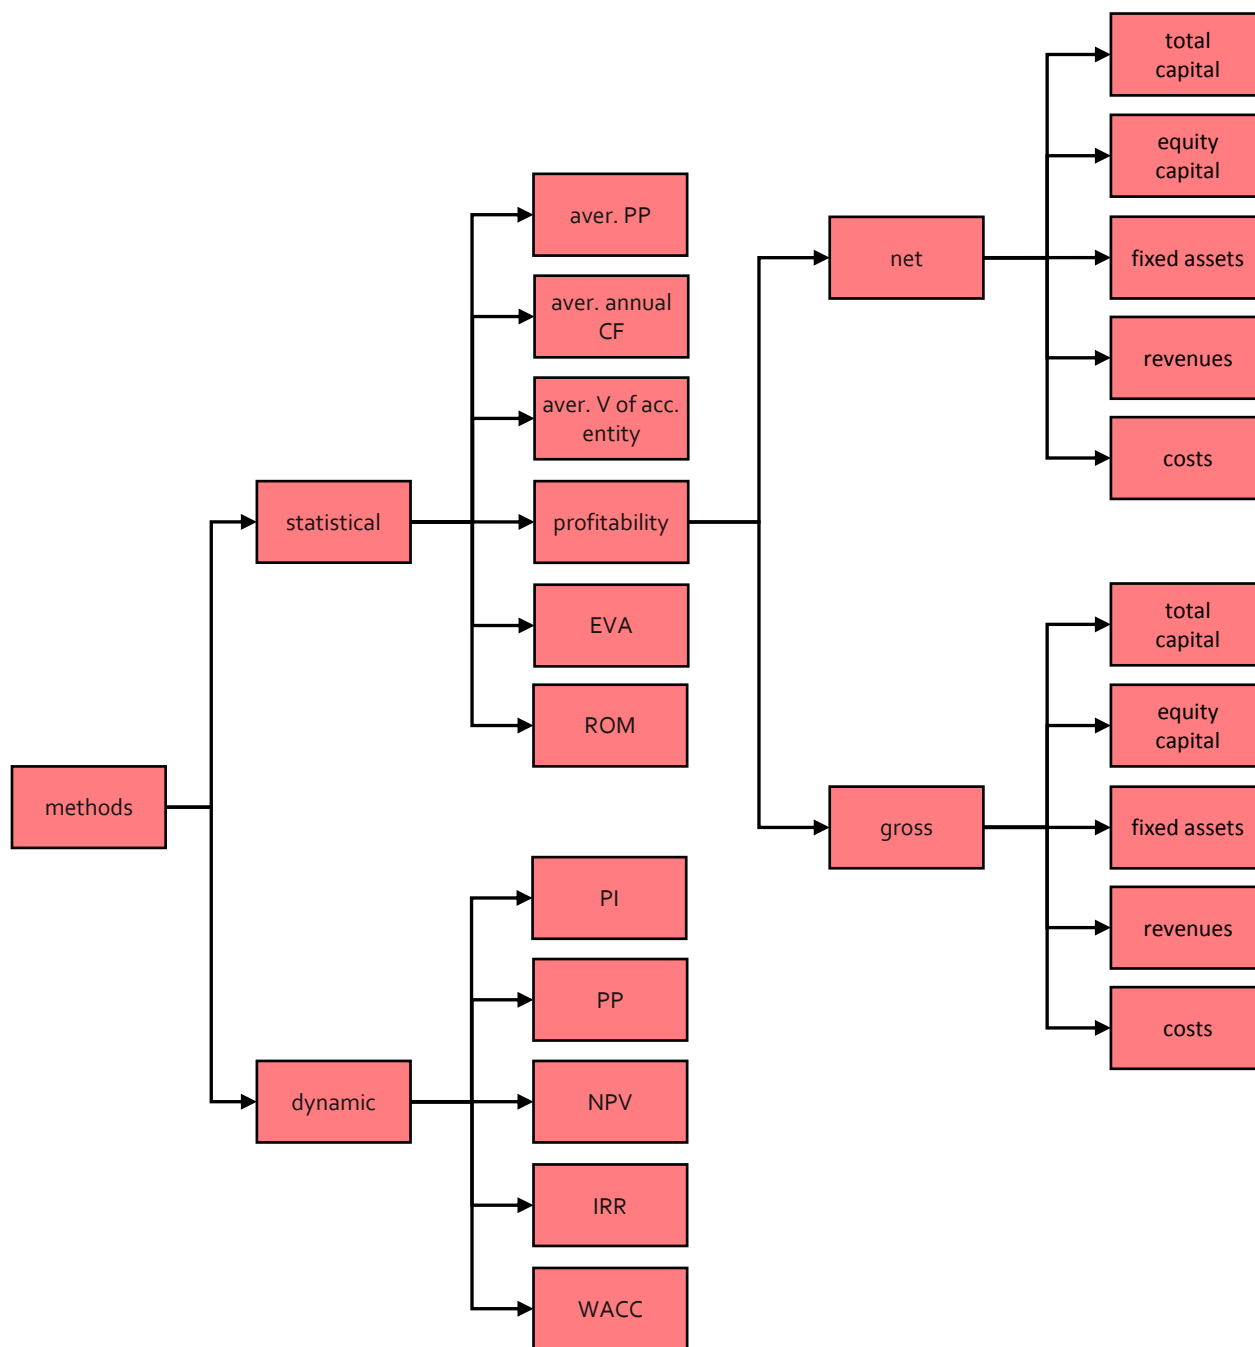 methods
statistical
dynamic
aver. PP
aver. annual
CF
aver. V of acc.
entity
profitability
EVA
ROM
PI
PP
NPV
IRR
WACC
net
gross
total
capital
equity
capital
fixed assets
revenues
costs
total
capital
equity
capital
fixed assets
revenues
costs